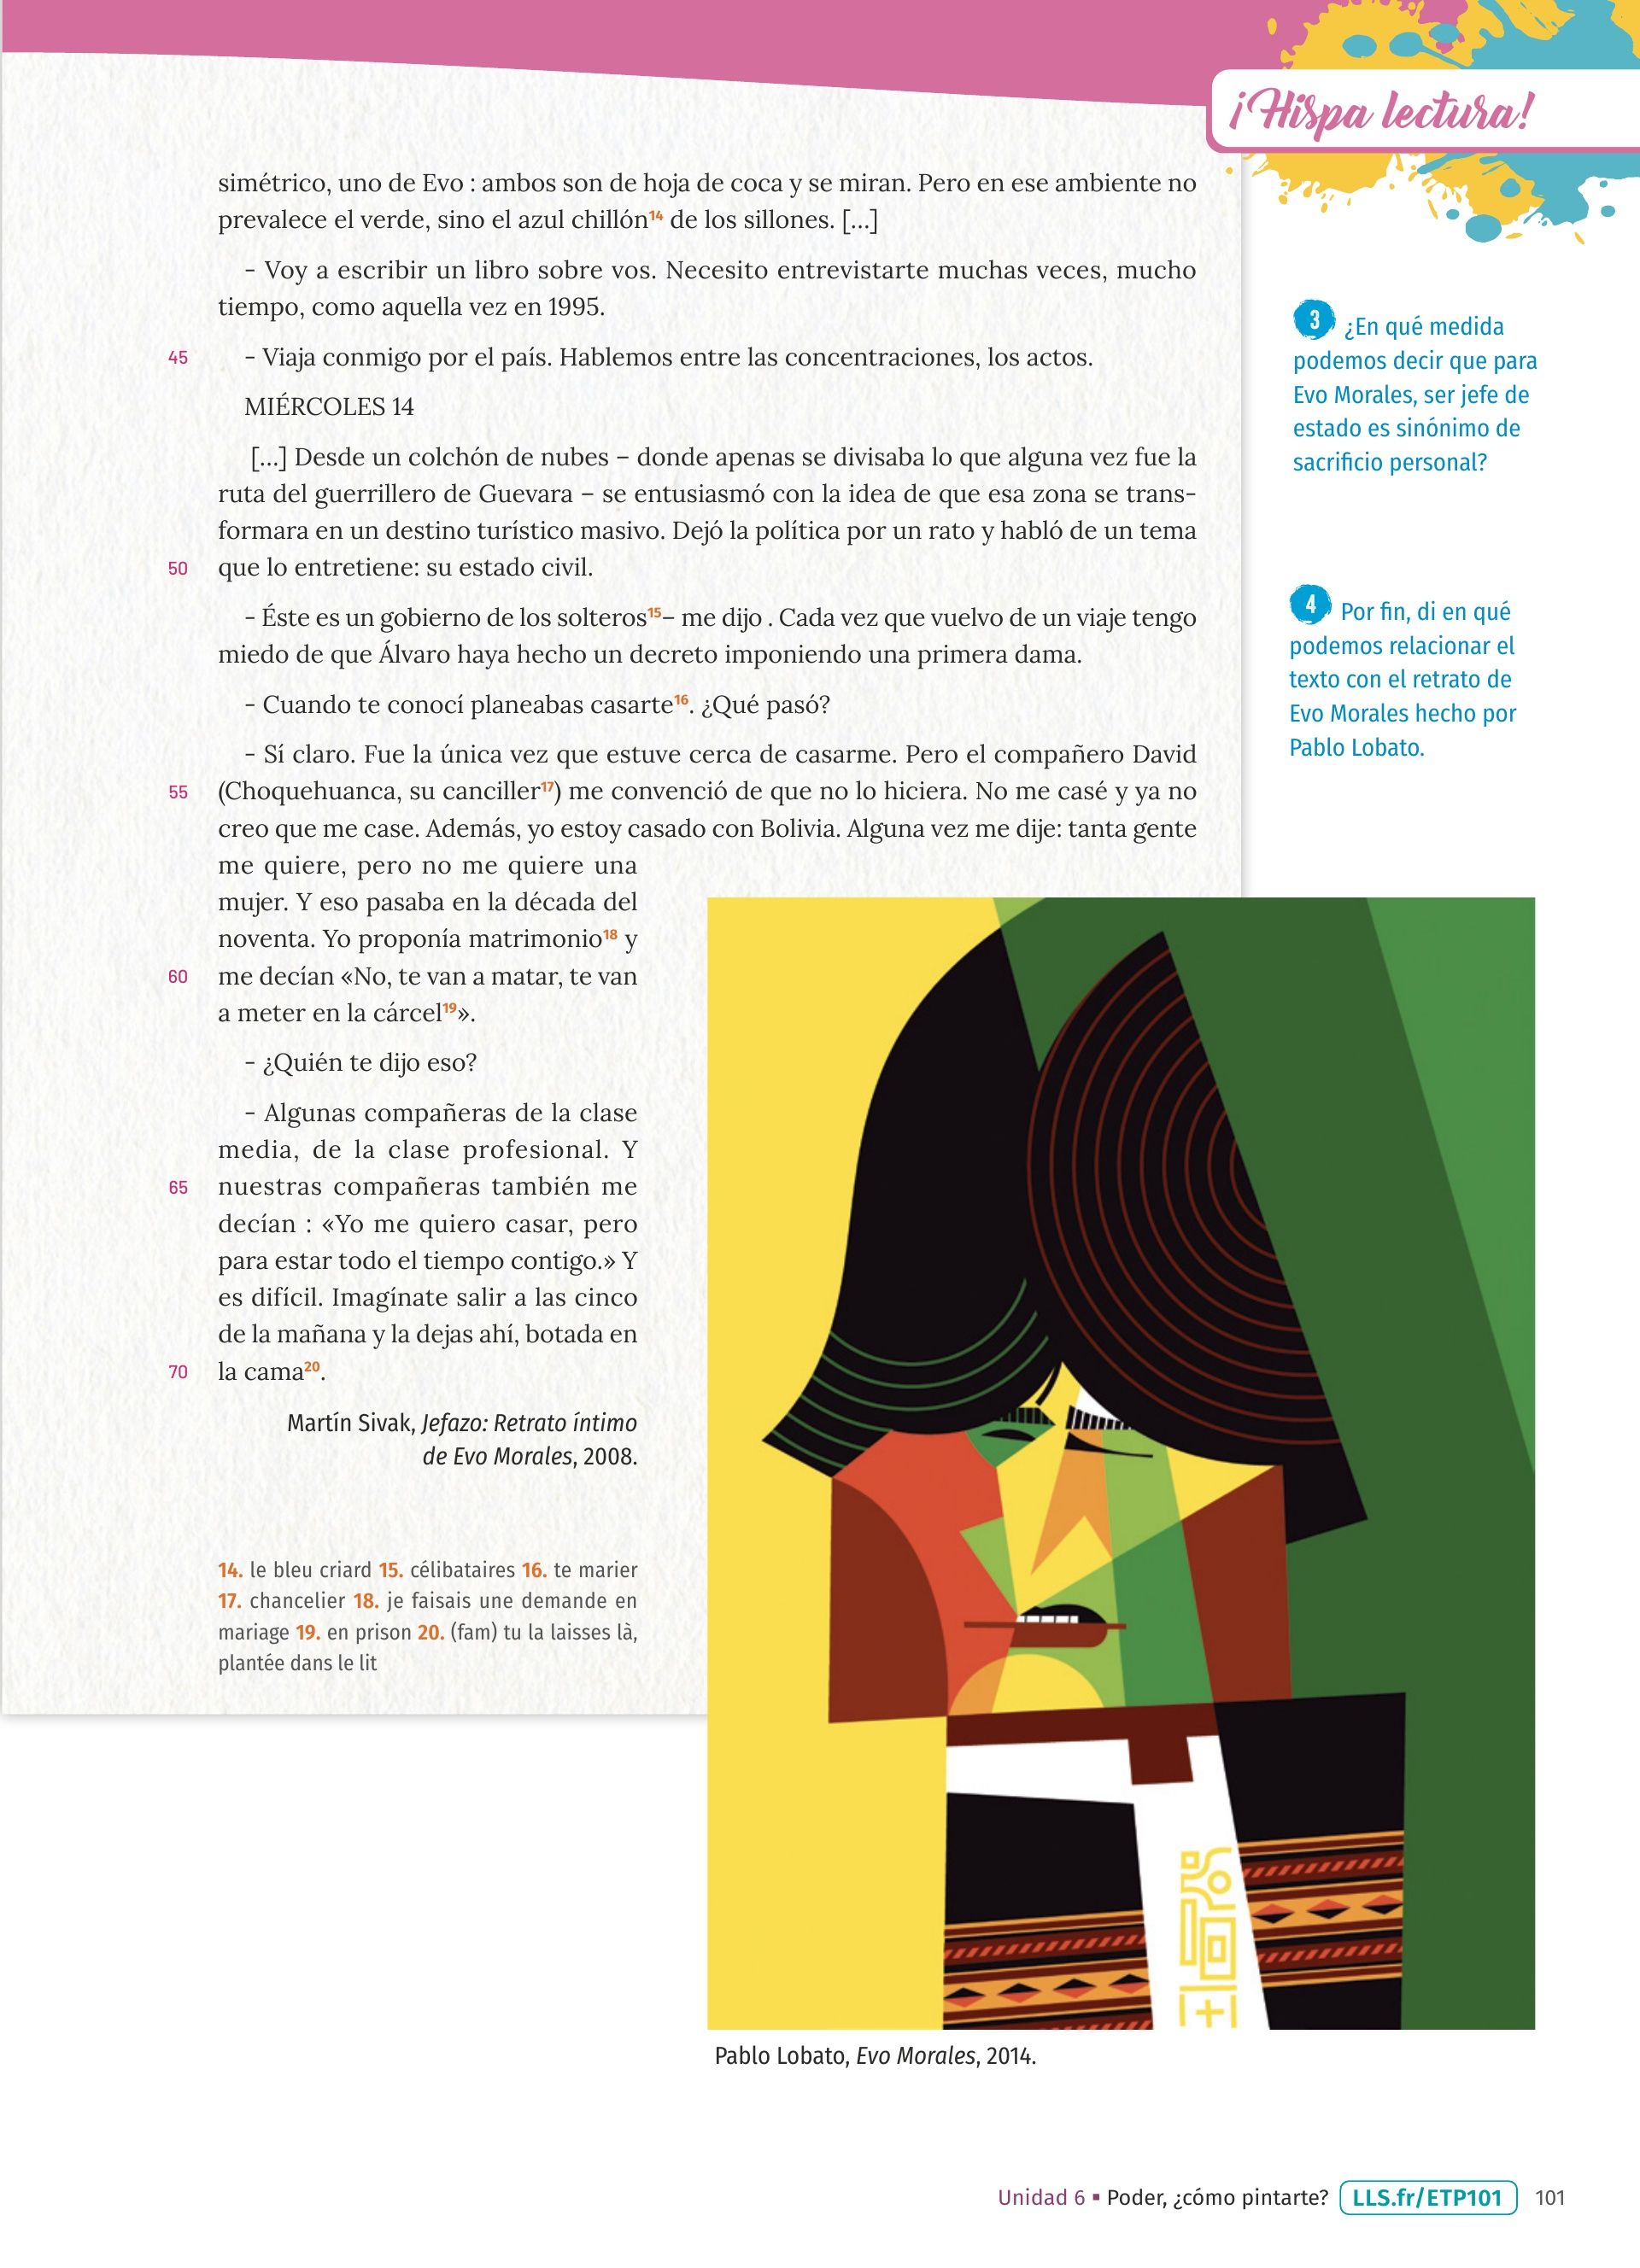 ¡Hispa lectura!
simétrico, uno de Evo : ambos son de hoja de coca y se miran. Pero en ese ambiente no
prevalece el verde, sino el azul chillón14 de los sillones. [...]
- Voy a escribir un libro sobre vos. Necesito entrevistarte muchas veces, mucho
tiempo, como aquella vez en 1995.
45 - Viaja conmigo por el país. Hablemos entre las concentraciones, los actos.
MIÉRCOLES 14
[...] Desde un colchón de nubes – donde apenas se divisaba lo que alguna vez fue la
ruta del guerrillero de Guevara – se entusiasmó con la idea de que esa zona se trans-
formara en un destino turístico masivo. Dejó la política por un rato y habló de un tema
50 que lo entretiene: su estado civil.
- Éste es un gobierno de los solteros15– me dijo . Cada vez que vuelvo de un viaje tengo
miedo de que Álvaro haya hecho un decreto imponiendo una primera dama.
- Cuando te conocí planeabas casarte16. ¿Qué pasó?
- Sí claro. Fue la única vez que estuve cerca de casarme. Pero el compañero David
55 (Choquehuanca, su canciller17) me convenció de que no lo hiciera. No me casé y ya no
creo que me case. Además, yo estoy casado con Bolivia. Alguna vez me dije: tanta gente
me quiere, pero no me quiere una
mujer. Y eso pasaba en la década del
noventa. Yo proponía matrimonio18 y
60 me decían «No, te van a matar, te van
a meter en la cárcel19».
- ¿Quién te dijo eso?
- Algunas compañeras de la clase
media, de la clase profesional. Y
65 nuestras compañeras también me
decían : «Yo me quiero casar, pero
para estar todo el tiempo contigo.» Y
es difícil. Imagínate salir a las cinco
de la mañana y la dejas ahí, botada en
70 la cama20.
Martín Sivak, Jefazo: Retrato íntimo
de Evo Morales, 2008.
14. le bleu criard 15. célibataires 16. te marier
17. chancelier 18. je faisais une demande en
mariage 19. en prison 20. (fam) tu la laisses là,
plantée dans le lit
3 ¿En qué medida
podemos decir que para
Evo Morales, ser jefe de
estado es sinónimo de
sacrificio personal?
4 Por fin, di en qué
podemos relacionar el
texto con el retrato de
Evo Morales hecho por
Pablo Lobato.
Pablo Lobato, Evo Morales, 2014.
Unidad 6 ▪ Poder, ¿cómo pintarte? LLS.fr/ETP101 101